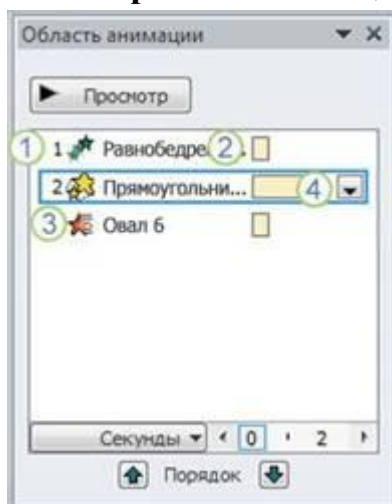 Область анимации
Просмотр
1 1 Равнобедре... 2
2 Прямоугольни... 4
3 Овал 6
Секунды 0 2
Порядок